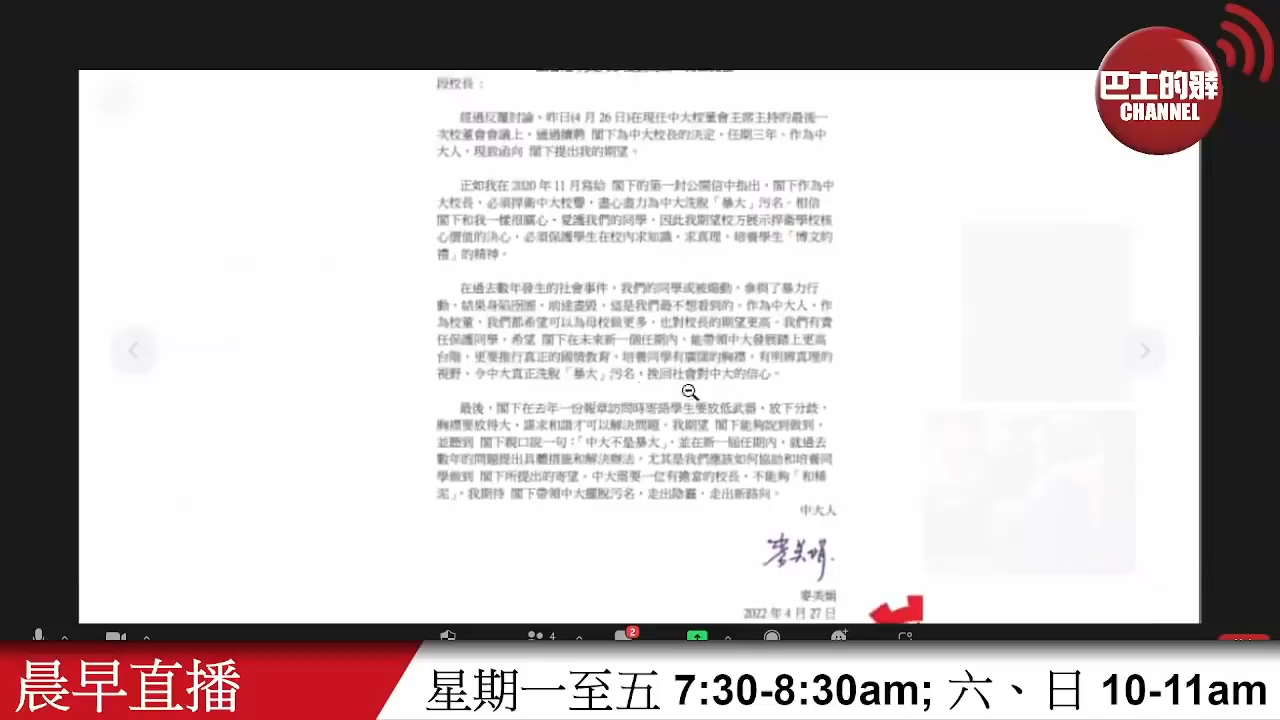 巴士的報
CHANNEL
段校長：
經過反覆討論，昨日(4 月 26 日)在現任中大校董會主席主持的最後一
次校董會會議上，通過續聘 閣下為中大校長的決定，任期三年。作為中
大人，現致函向 閣下提出我的期望。
正如我在 2020 年 11 月寫給 閣下的第一封公開信中指出，閣下作為中
大校長，必須捍衛中大校譽，盡心盡力為中大洗脫「暴大」污名。相信
閣下和我一樣很關心、愛護我們的同學，因此我期望校方展示捍衛學校核
心價值的決心，必須保護學生在校內求知識，求真理，培養學生「博文約
禮」的精神。
在過去數年發生的社會事件，我們的同學或被煽動，參與了暴力行
動，結果身陷囹圄，前途盡毀，這是我們最不想看到的。作為中大人，作
為校董，我們都希望可以為母校做更多，也對校長的期望更高。我們有責
任保護同學，希望 閣下在未來新一個任期內，能帶領中大發展踏上更高
台階，更要推行真正的國情教育，培養同學有廣闊的胸襟，有明辨真理的
視野，令中大真正洗脫「暴大」污名，挽回社會對中大的信心。
最後，閣下在去年一份報章訪問時寄語學生要放低武器，放下分歧，
胸襟要放得大，謀求和諧才可以解決問題。我期望 閣下能夠說到做到，
並聽到 閣下親口說一句：「中大不是暴大」，並在新一屆任期內，就過去
數年的問題提出具體措施和解決辦法，尤其是我們應該如何協助和培養同
學做到 閣下所提出的寄望。中大需要一位有擔當的校長，不能夠「和稀
泥」，我期待 閣下帶領中大擺脫污名，走出陰霾，走出新路向。
中大人
麥美娟
麥美娟
2022 年 4 月 27 日
4
2
晨早直播
星期一至五 7:30-8:30am; 六、日 10-11am